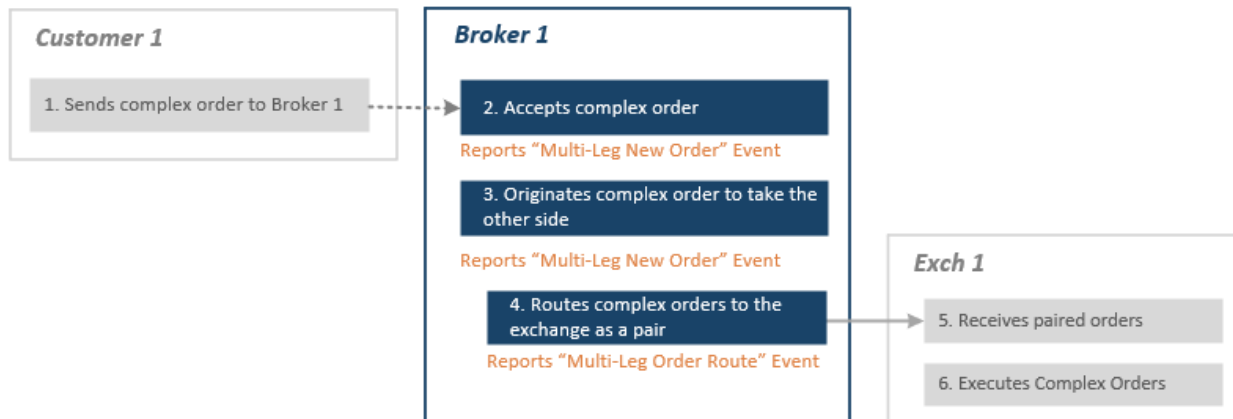 Customer 1
1. Sends complex order to Broker 1
Broker 1
2. Accepts complex order
Reports “Multi-Leg New Order” Event
3. Originates complex order to take the
other side
Reports “Multi-Leg New Order” Event
4. Routes complex orders to the
exchange as a pair
Reports “Multi-Leg Order Route” Event
Exch 1
5. Receives paired orders
6. Executes Complex Orders